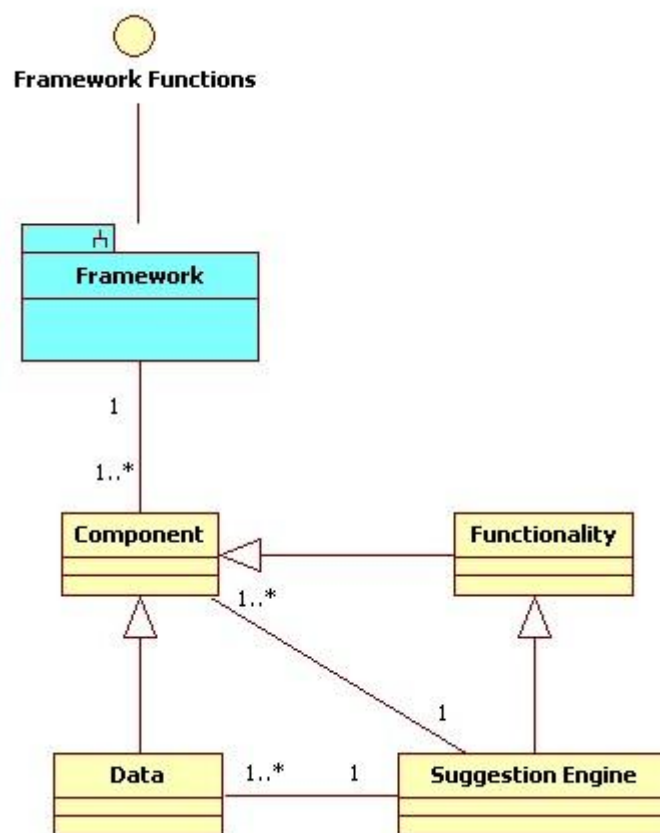 Framework Functions
Framework
1
1..*
Component
Functionality
1..*
1
Data
1..*
1
Suggestion Engine